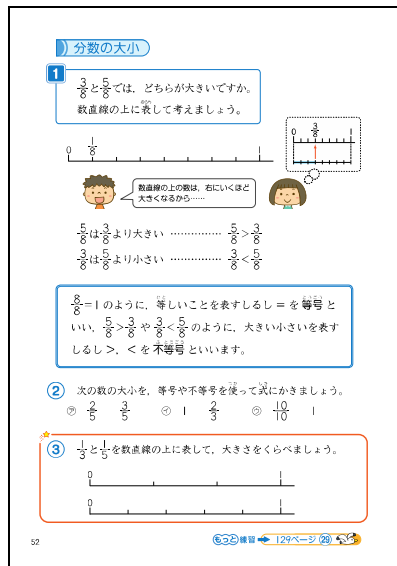 分数の大小
1
3/8と5/8では，どちらが大きいですか。
数直線の上に表して考えましょう。
あらわ
0 1/8 1
0 3/8 1
数直線の上の数は，右にいくほど
大きくなるから……
5/8は3/8より大きい …………… 5/8>3/8
3/8は5/8より小さい …………… 3/8<5/8
8/8=1のように，等しいことを表すしるし = を等号と
いい，5/8>3/8 や 3/8<5/8 のように，大きい小さいを表す
しるし >，< を不等号といいます。
② 次の数の大小を，等号や不等号を使って式にかきましょう。
㋐ 2/5 3/5 ㋑ 1 2/3 ㋒ 10/10 1
③ 1/3と1/5を数直線の上に表して，大きさをくらべましょう。
0 1
0 1
52
もっと練習 ➡ 129ページ 29